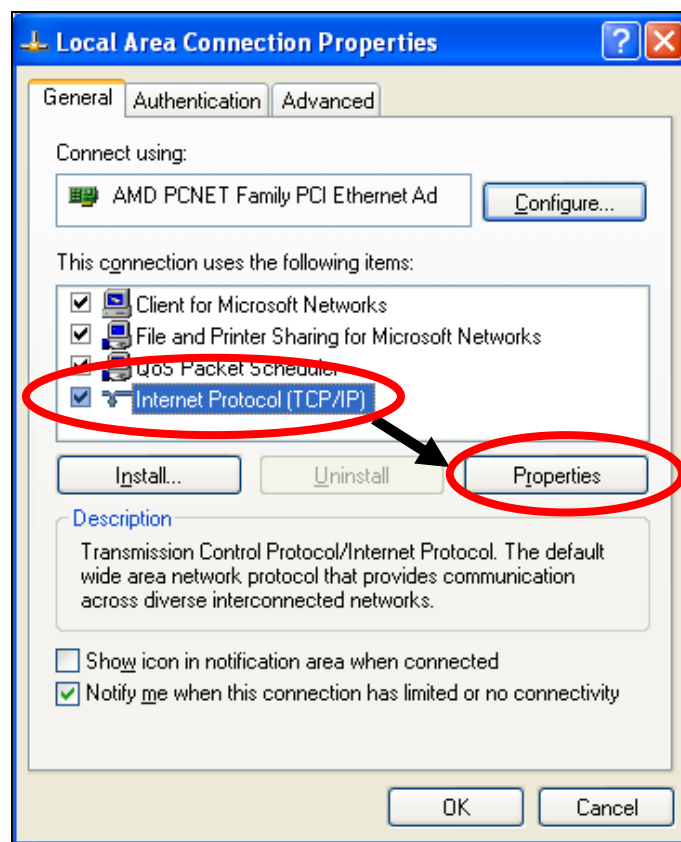 Local Area Connection Properties
General Authentication Advanced
Connect using:
AMD PCNET Family PCI Ethernet Ad
Configure...
This connection uses the following items:
Client for Microsoft Networks
File and Printer Sharing for Microsoft Networks
QoS Packet Scheduler
Internet Protocol (TCP/IP)
Install... Uninstall Properties
Description
Transmission Control Protocol/Internet Protocol. The default
wide area network protocol that provides communication
across diverse interconnected networks.
Show icon in notification area when connected
Notify me when this connection has limited or no connectivity
OK Cancel